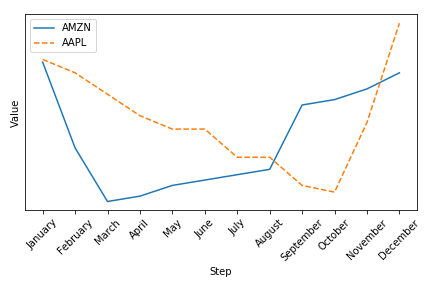 AMZN
AAPL
Value
January
February
March
April
May
June
July
August
September
October
November
December
Step